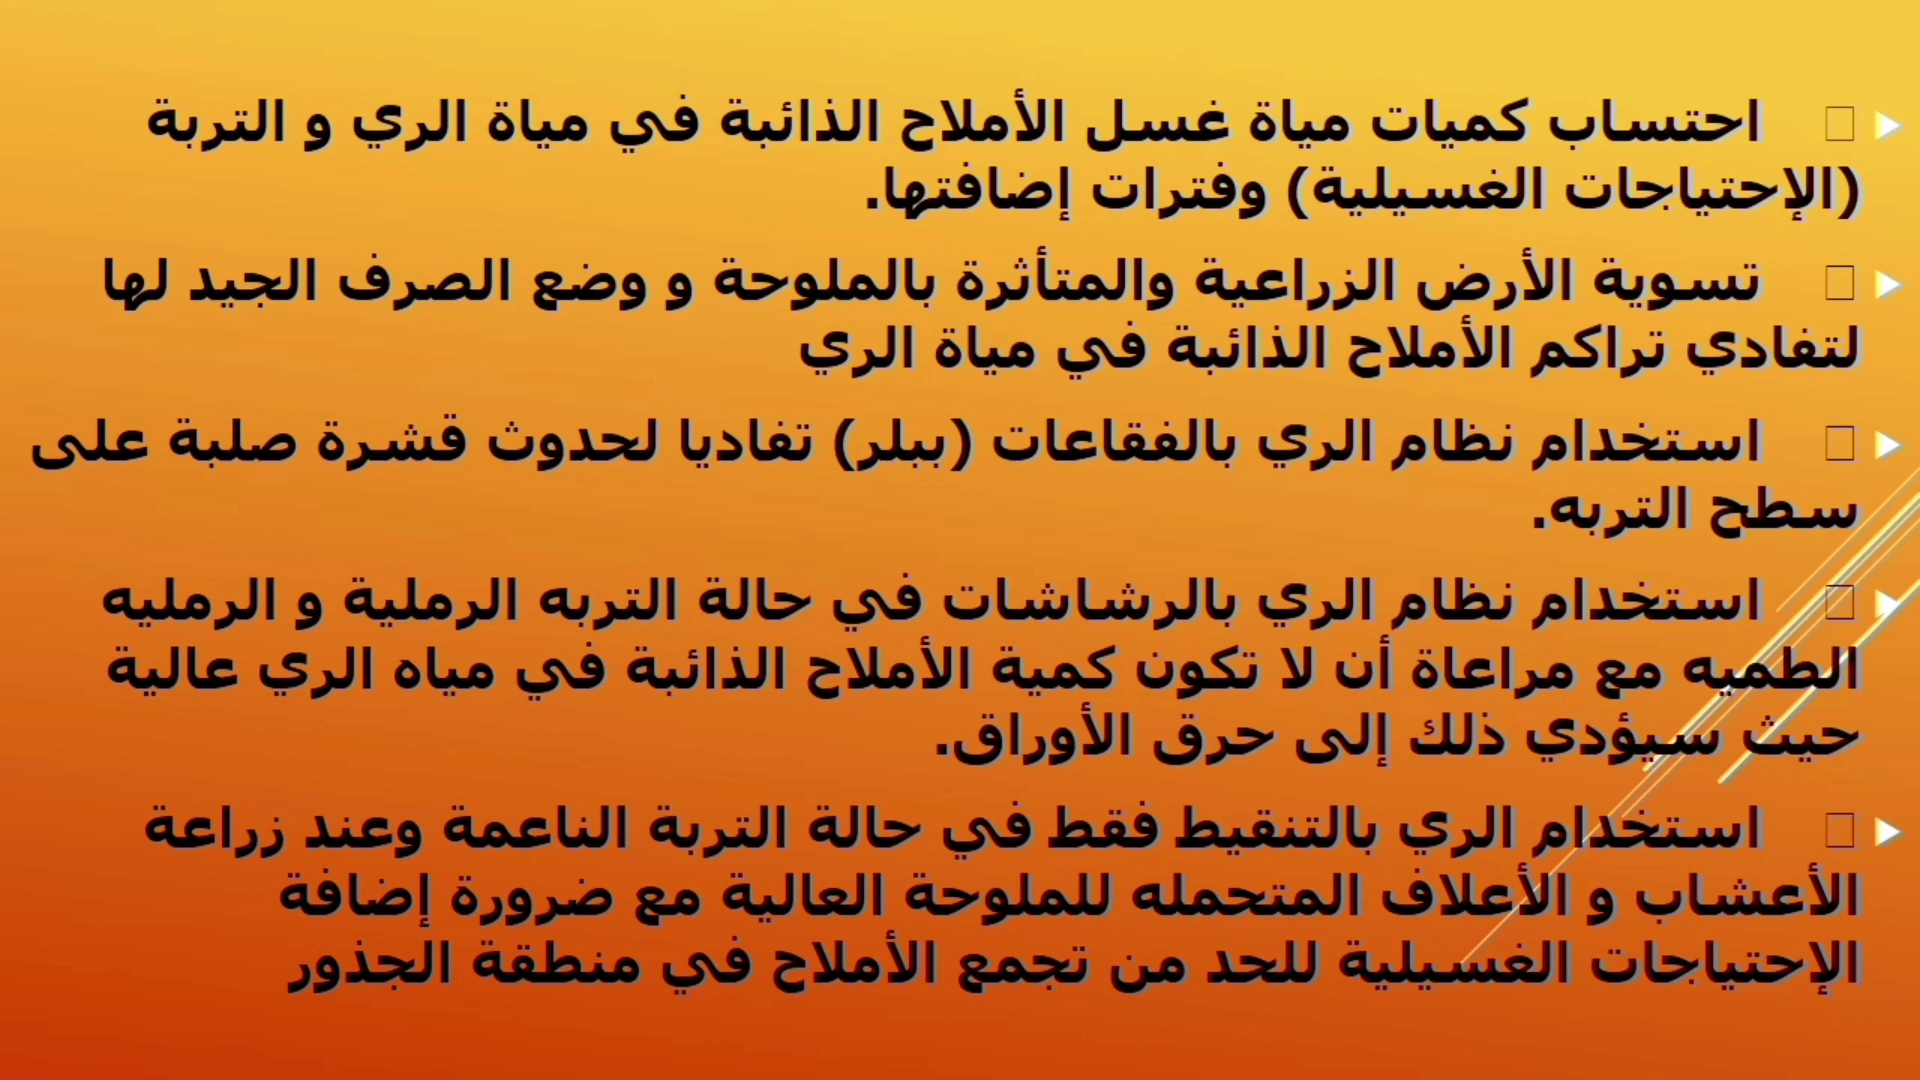 احتساب كميات مياة غسل الأملاح الذائبة في مياة الري و التربة
(الإحتياجات الغسيلية) وفترات إضافتها.
تسوية الأرض الزراعية والمتأثرة بالملوحة و وضع الصرف الجيد لها
لتفادي تراكم الأملاح الذائبة في مياة الري
استخدام نظام الري بالفقاعات (ببلر) تفاديا لحدوث قشرة صلبة على
سطح التربه.
استخدام نظام الري بالرشاشات في حالة التربه الرملية و الرمليه
الطميه مع مراعاة أن لا تكون كمية الأملاح الذائبة في مياه الري عالية
حيث سيؤدي ذلك إلى حرق الأوراق.
استخدام الري بالتنقيط فقط في حالة التربة الناعمة وعند زراعة
الأعشاب و الأعلاف المتحمله للملوحة العالية مع ضرورة إضافة
الإحتياجات الغسيلية للحد من تجمع الأملاح في منطقة الجذور